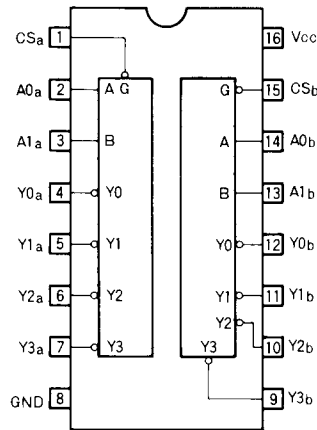 CSa 1 16 Vcc
A0a 2 A G G 15 CSb
A1a 3 B A 14 A0b
Y0a 4 Y0 B 13 A1b
Y1a 5 Y1 Y0 12 Y0b
Y2a 6 Y2 Y1 11 Y1b
Y3a 7 Y3 Y2 10 Y2b
GND 8 Y3 9 Y3b